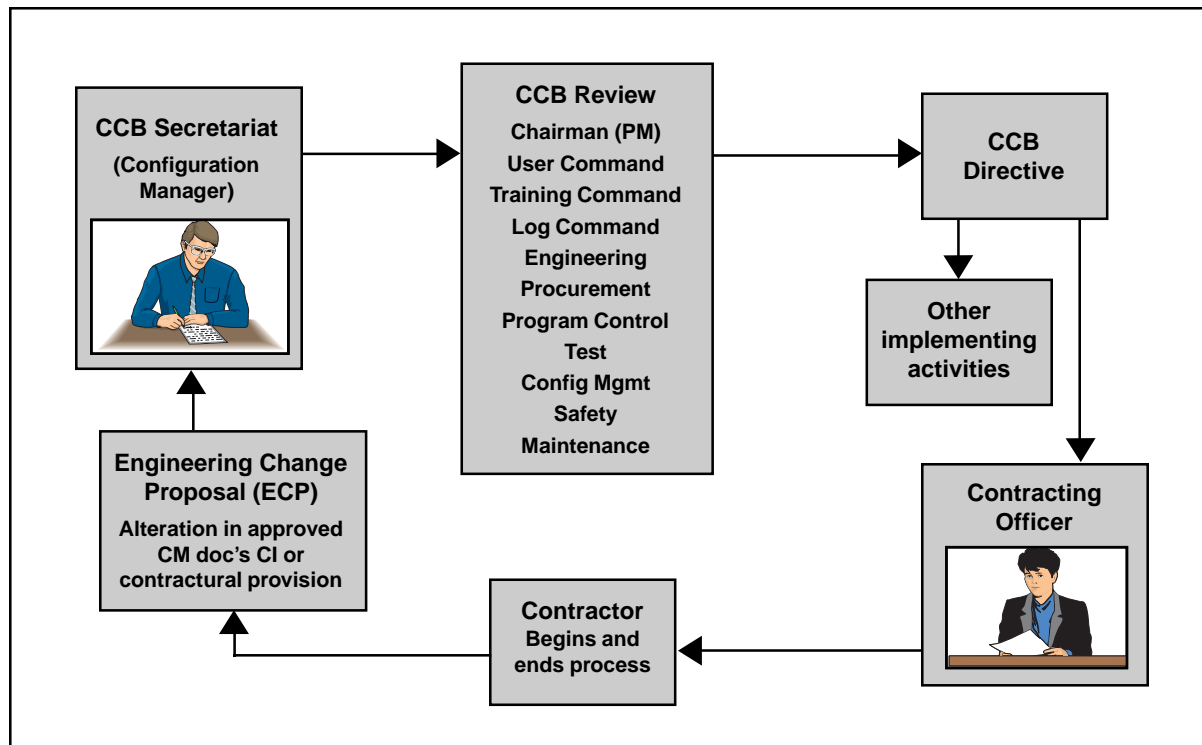 CCB Secretariat
(Configuration
Manager)
CCB Review
Chairman (PM)
User Command
Training Command
Log Command
Engineering
Procurement
Program Control
Test
Config Mgmt
Safety
Maintenance
CCB
Directive
Other
implementing
activities
Engineering Change
Proposal (ECP)
Alteration in approved
CM doc’s CI or
contractural provision
Contractor
Begins and
ends process
Contracting
Officer